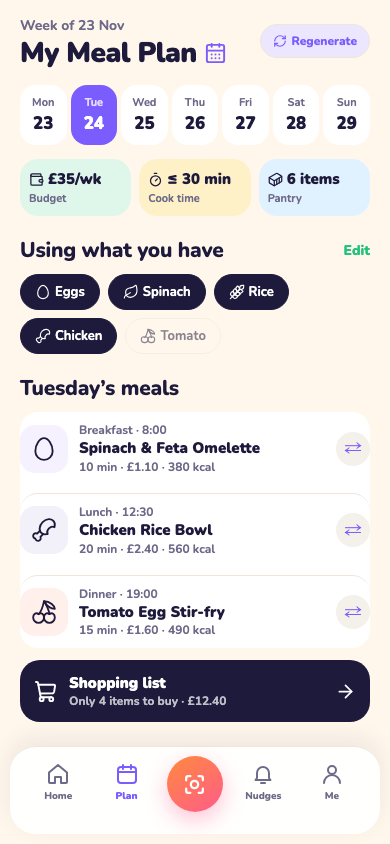 Week of 23 Nov
My Meal Plan
Regenerate
Mon Tue Wed Thu Fri Sat Sun
23 24 25 26 27 28 29
£35/wk
Budget
≤ 30 min
Cook time
6 items
Pantry
Using what you have
Edit
Eggs
Spinach
Rice
Chicken
Tomato
Tuesday’s meals
Breakfast · 8:00
Spinach & Feta Omelette
10 min · £1.10 · 380 kcal
Lunch · 12:30
Chicken Rice Bowl
20 min · £2.40 · 560 kcal
Dinner · 19:00
Tomato Egg Stir-fry
15 min · £1.60 · 490 kcal
Shopping list
Only 4 items to buy · £12.40
Home
Plan
Nudges
Me